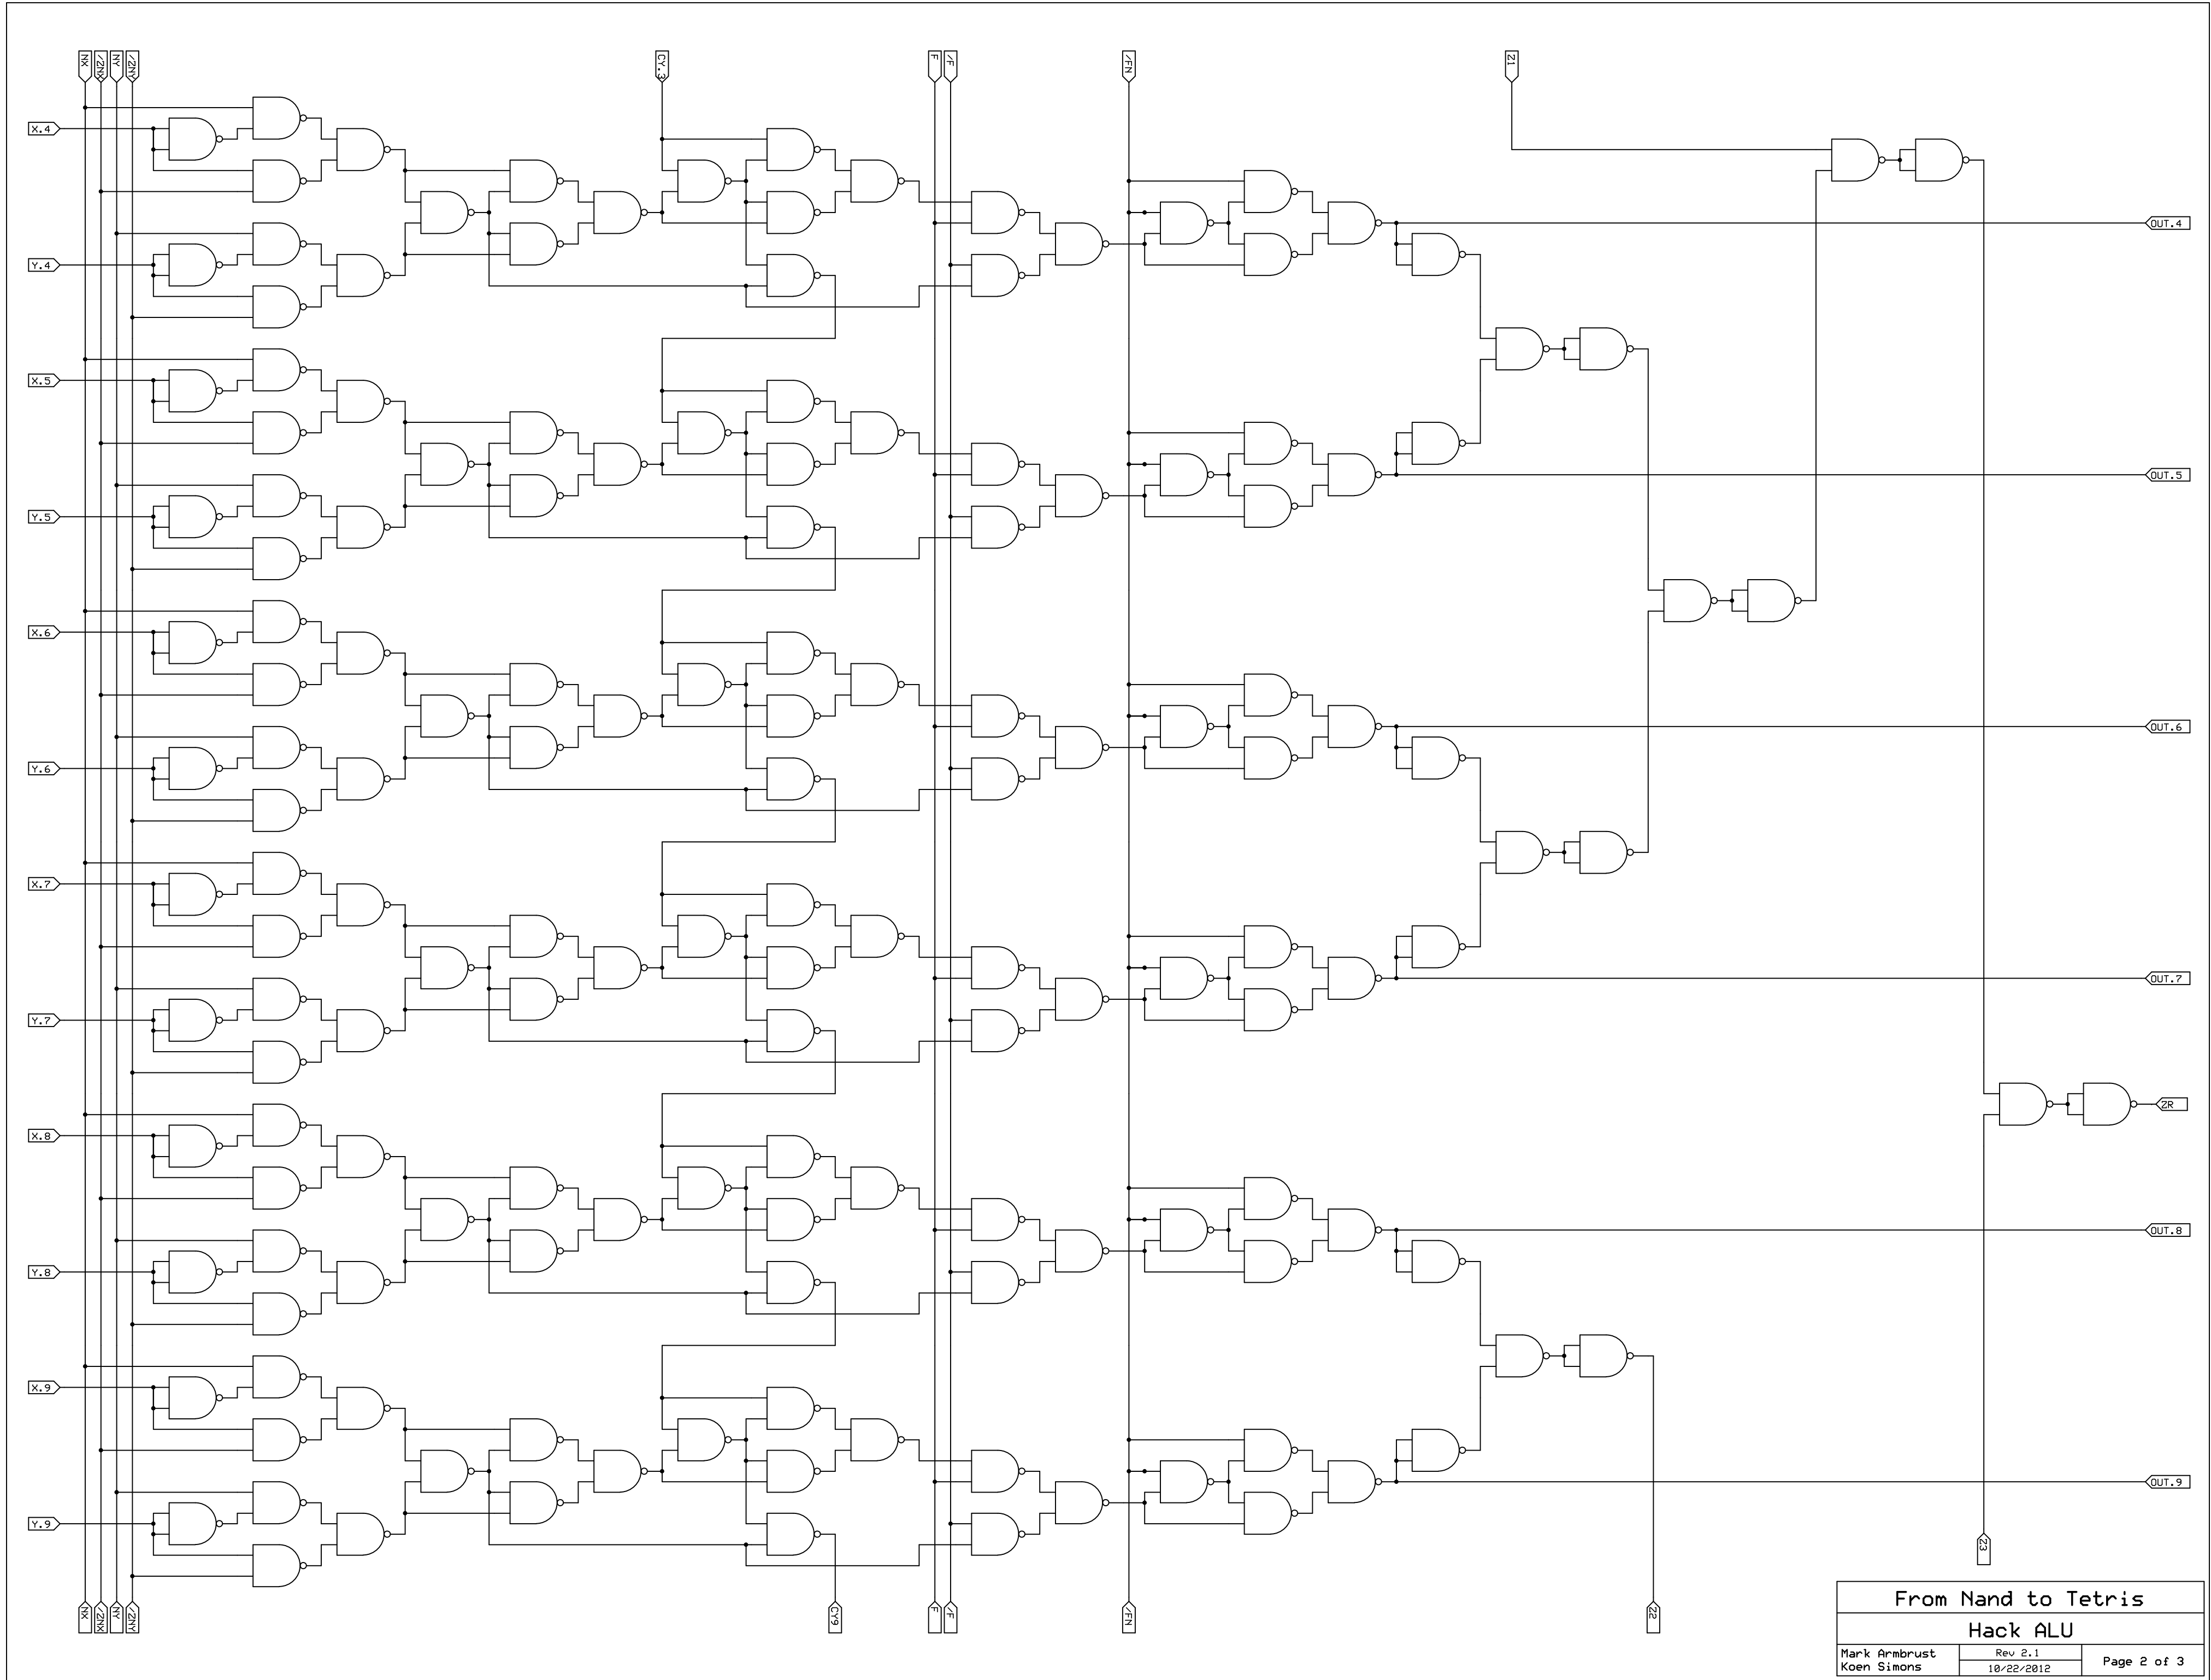 NX
/ZNX
NY
/ZNY
CY.3
F
/F
/FN
Z1
X.4
OUT.4
Y.4
X.5
OUT.5
Y.5
X.6
OUT.6
Y.6
X.7
OUT.7
Y.7
ZR
X.8
OUT.8
Y.8
X.9
OUT.9
Y.9
Z3
NX
/ZNX
NY
/ZNY
CY9
F
/F
/FN
Z2
From Nand to Tetris
Hack ALU
Mark Armbrust
Koen Simons
Rev 2.1
10/22/2012
Page 2 of 3